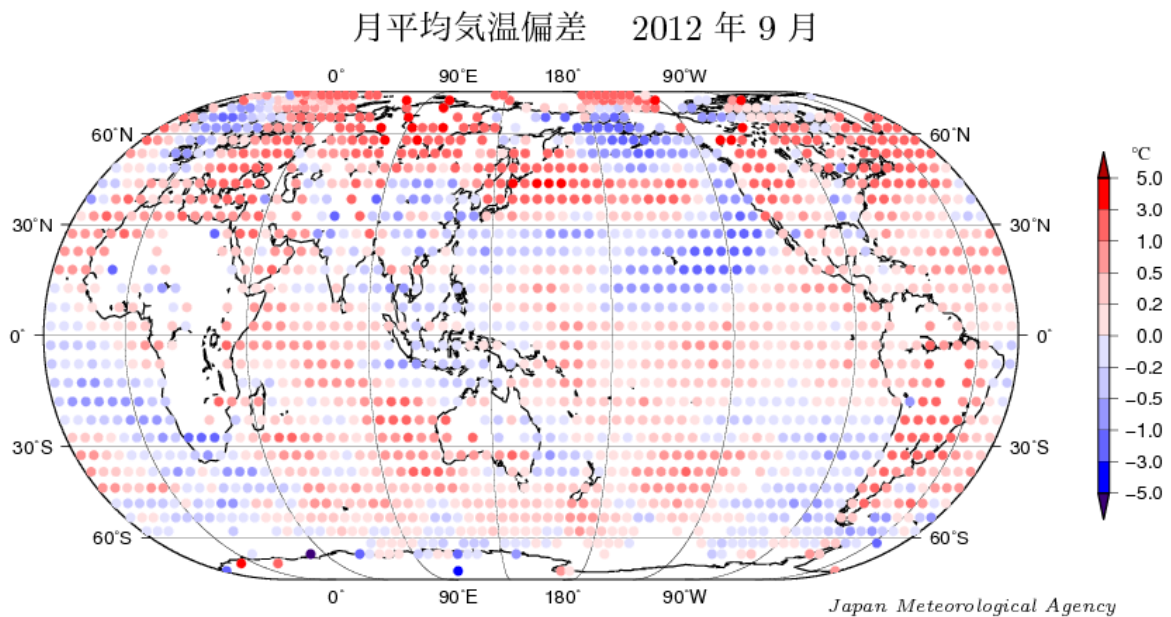 月平均気温偏差 2012 年 9 月
0° 90°E 180° 90°W
60°N 60°N
30°N 30°N
0° 0°
30°S 30°S
60°S 60°S
0° 90°E 180° 90°W
℃
5.0
3.0
1.0
0.5
0.2
0.0
−0.2
−0.5
−1.0
−3.0
−5.0
Japan Meteorological Agency